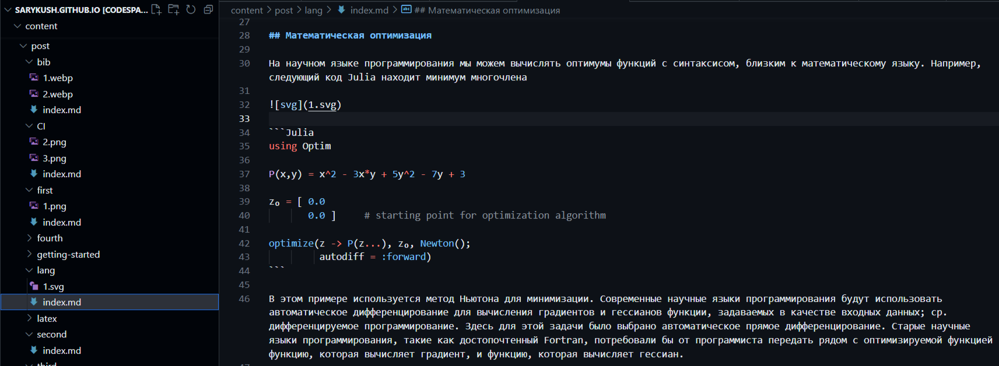 SARYKUSH.GITHUB.IO [CODESPA...
content
post
bib
1.webp
2.webp
index.md
CI
2.png
3.png
index.md
first
1.png
index.md
fourth
getting-started
lang
1.svg
index.md
latex
second
index.md
third
content > post > lang > index.md > abc ## Математическая оптимизация
27
28 ## Математическая оптимизация
29
30 На научном языке программирования мы можем вычислять оптимумы функций с синтаксисом, близким к математическому языку. Например,
следующий код Julia находит минимум многочлена
31
32 ![svg](1.svg)
33
34 ```Julia
35 using Optim
36
37 P(x,y) = x^2 - 3x*y + 5y^2 - 7y + 3
38
39 z₀ = [ 0.0
40 0.0 ] # starting point for optimization algorithm
41
42 optimize(z -> P(z...), z₀, Newton();
43 autodiff = :forward)
44 ```
45
46 В этом примере используется метод Ньютона для минимизации. Современные научные языки программирования будут использовать
автоматическое дифференцирование для вычисления градиентов и гессианов функции, задаваемых в качестве входных данных; ср.
дифференцируемое программирование. Здесь для этой задачи было выбрано автоматическое прямое дифференцирование. Старые научные
языки программирования, такие как достопочтенный Fortran, потребовали бы от программиста передать рядом с оптимизируемой функцией
функцию, которая вычисляет градиент, и функцию, которая вычисляет гессиан.
47